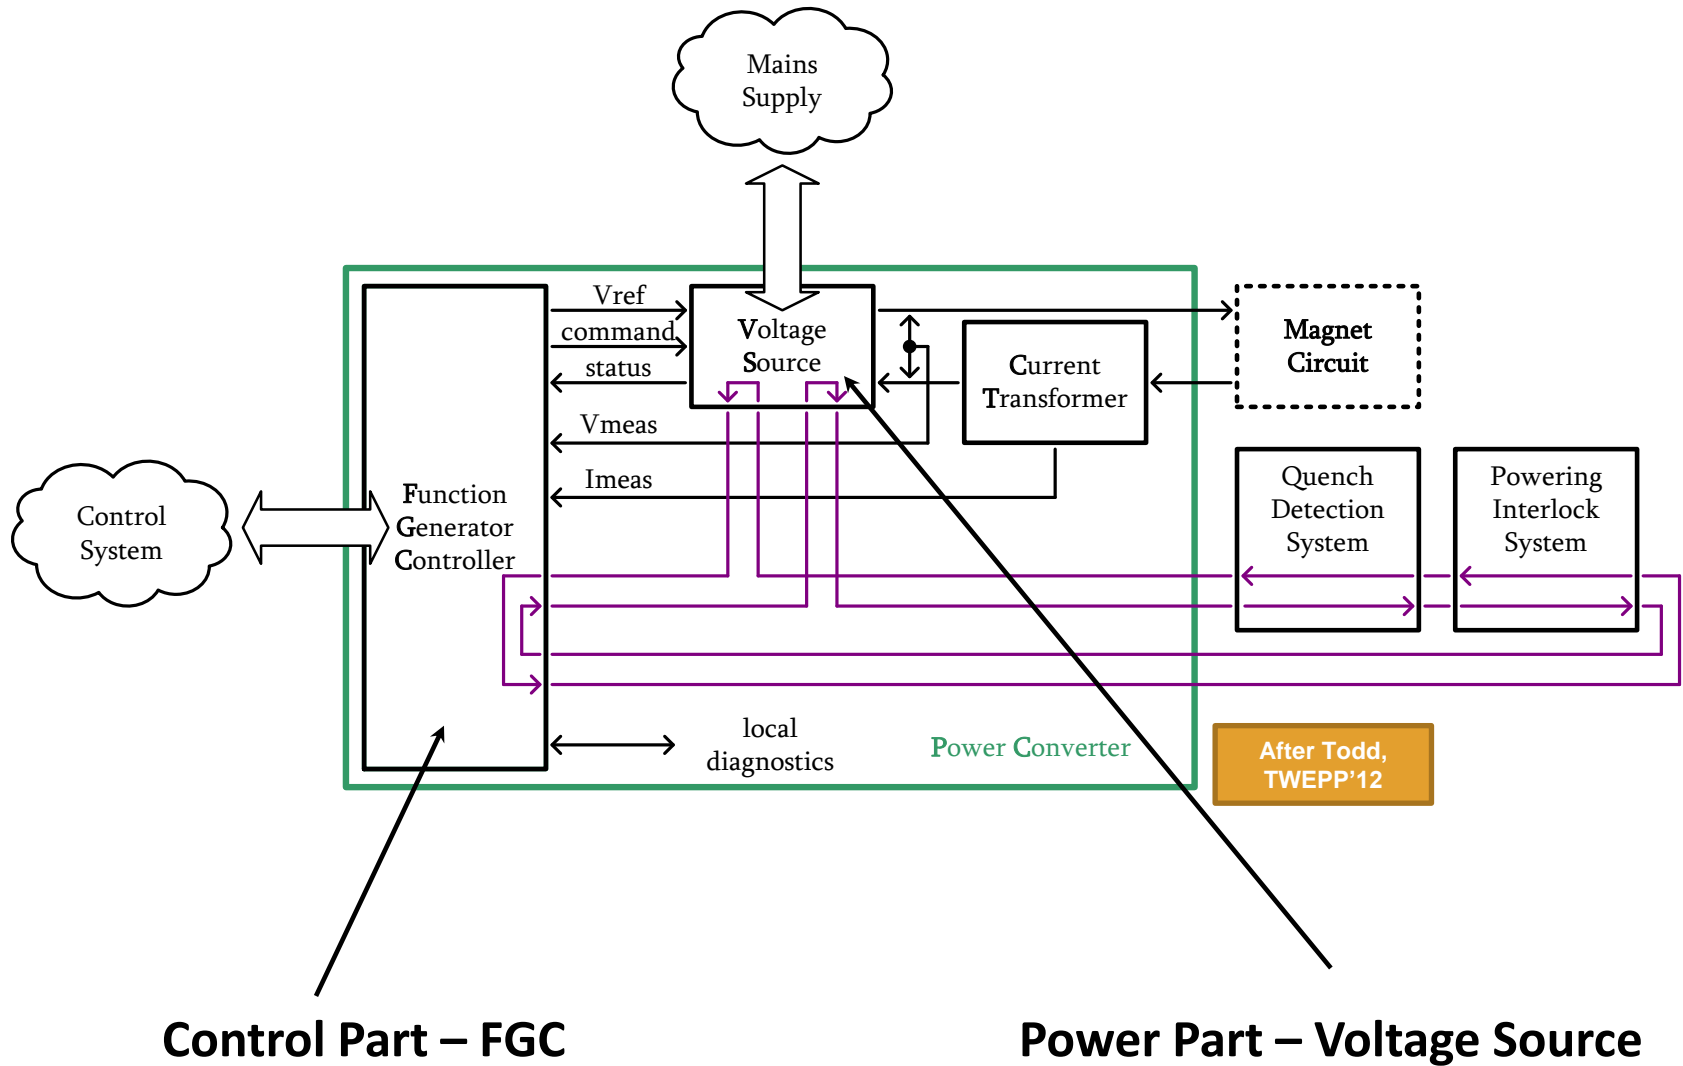 Mains
Supply
Vref
command
status
Vmeas
Imeas
Voltage
Source
Current
Transformer
Magnet
Circuit
Control
System
Function
Generator
Controller
Quench
Detection
System
Powering
Interlock
System
local
diagnostics
Power Converter
After Todd,
TWEPP'12
Control Part – FGC
Power Part – Voltage Source